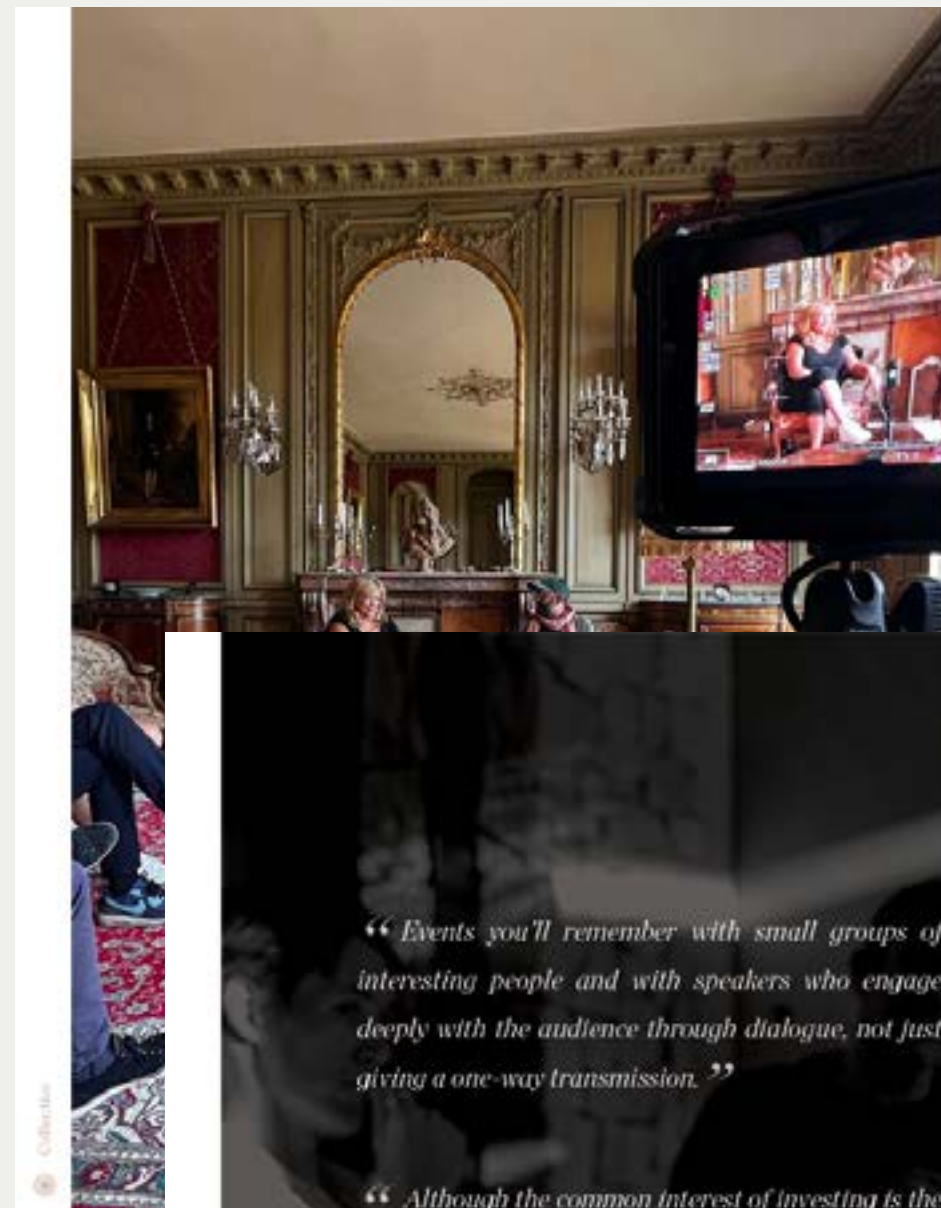 “ Events you'll remember with small groups of
interesting people and with speakers who engage
deeply with the audience through dialogue, not just
giving a one-way transmission. ”
“ Although the common interest of investing is the
Collection